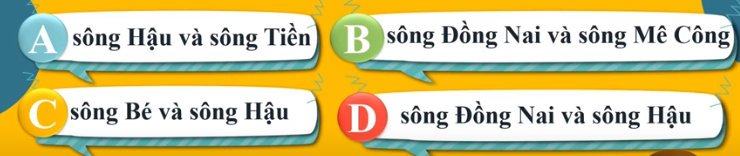 A sông Hậu và sông Tiền
B sông Đồng Nai và sông Mê Công
C sông Bé và sông Hậu
D sông Đồng Nai và sông Hậu